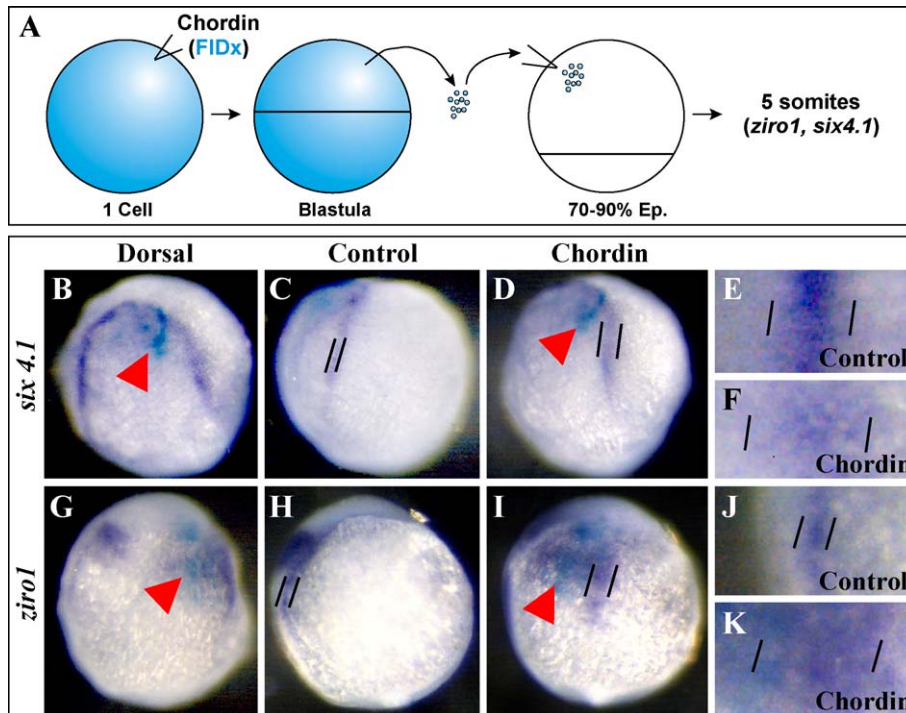 A
Chordin
(FIDx)
5 somites
(ziro1, six4.1)
1 Cell
Blastula
70-90% Ep.
Dorsal
Control
Chordin
six 4.1
B
C
D
E
Control
F
Chordin
ziro1
G
H
I
J
Control
K
Chordin